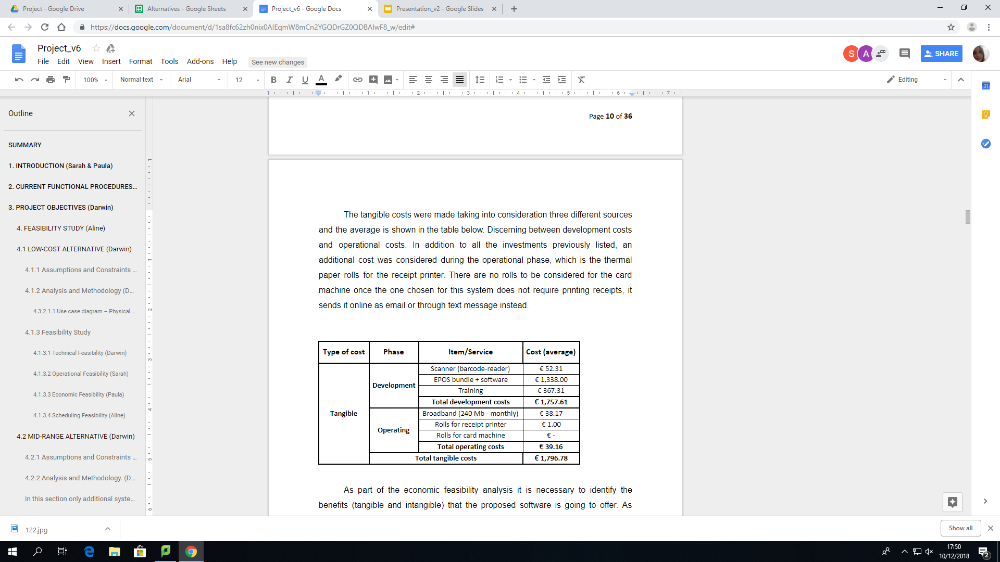 Project - Google Drive
Alternatives - Google Sheets
Project_v6 - Google Docs
Presentation_v2 - Google Slides
Project_v6
S
A
SHARE
File Edit View Insert Format Tools Add-ons Help See new changes
100% Normal text Arial 12 B I U A Editing
1 1 2 3 4 5 6 7
31
Outline
SUMMARY
1. INTRODUCTION (Sarah & Paula)
2. CURRENT FUNCTIONAL PROCEDURES...
3. PROJECT OBJECTIVES (Darwin)
4. FEASIBILITY STUDY (Aline)
4.1 LOW-COST ALTERNATIVE (Darwin)
4.1.1 Assumptions and Constraints ...
4.1.2 Analysis and Methodology (D...
4.3.2.1.1 Use case diagram – Physical ...
4.1.3 Feasibility Study
4.1.3.1 Technical Feasibility (Darwin)
4.1.3.2 Operational Feasibility (Sarah)
4.1.3.3 Economic Feasibility (Paula)
4.1.3.4 Scheduling Feasibility (Aline)
4.2 MID-RANGE ALTERNATIVE (Darwin)
4.2.1 Assumptions and Constraints ...
4.2.2 Analysis and Methodology. (D...
In this section only additional syste...
Page 10 of 36
The tangible costs were made taking into consideration three different sources
and the average is shown in the table below. Discerning between development costs
and operational costs. In addition to all the investments previously listed, an
additional cost was considered during the operational phase, which is the thermal
paper rolls for the receipt printer. There are no rolls to be considered for the card
machine once the one chosen for this system does not require printing receipts, it
sends it online as email or through text message instead.
Type of cost Phase Item/Service Cost (average)
Tangible
Development
Scanner (barcode-reader) € 52.31
EPOS bundle + software € 1,338.00
Training € 367.31
Total development costs € 1,757.61
Operating
Broadband (240 Mb - monthly) € 38.17
Rolls for receipt printer € 1.00
Rolls for card machine € -
Total operating costs € 39.16
Total tangible costs € 1,796.78
As part of the economic feasibility analysis it is necessary to identify the
benefits (tangible and intangible) that the proposed software is going to offer. As
122.jpg
Show all
17:50
10/12/2018
2